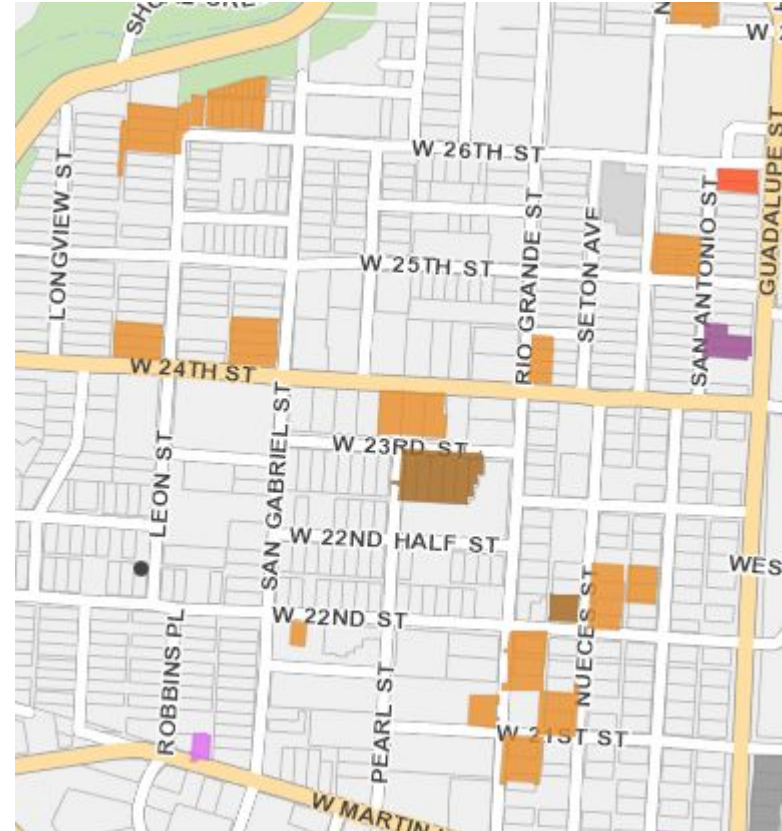 W 26TH ST
LONGVIEW ST
W 25TH ST
RIO GRANDE ST
SETON AVE
SAN ANTONIO ST
GUADALUPE ST
W 24TH ST
W 23RD ST
LEON ST
SAN GABRIEL ST
W 22ND HALF ST
WES
W 22ND ST
NUECES ST
ROBBINS PL
PEARL ST
W 21ST ST
W MARTIN